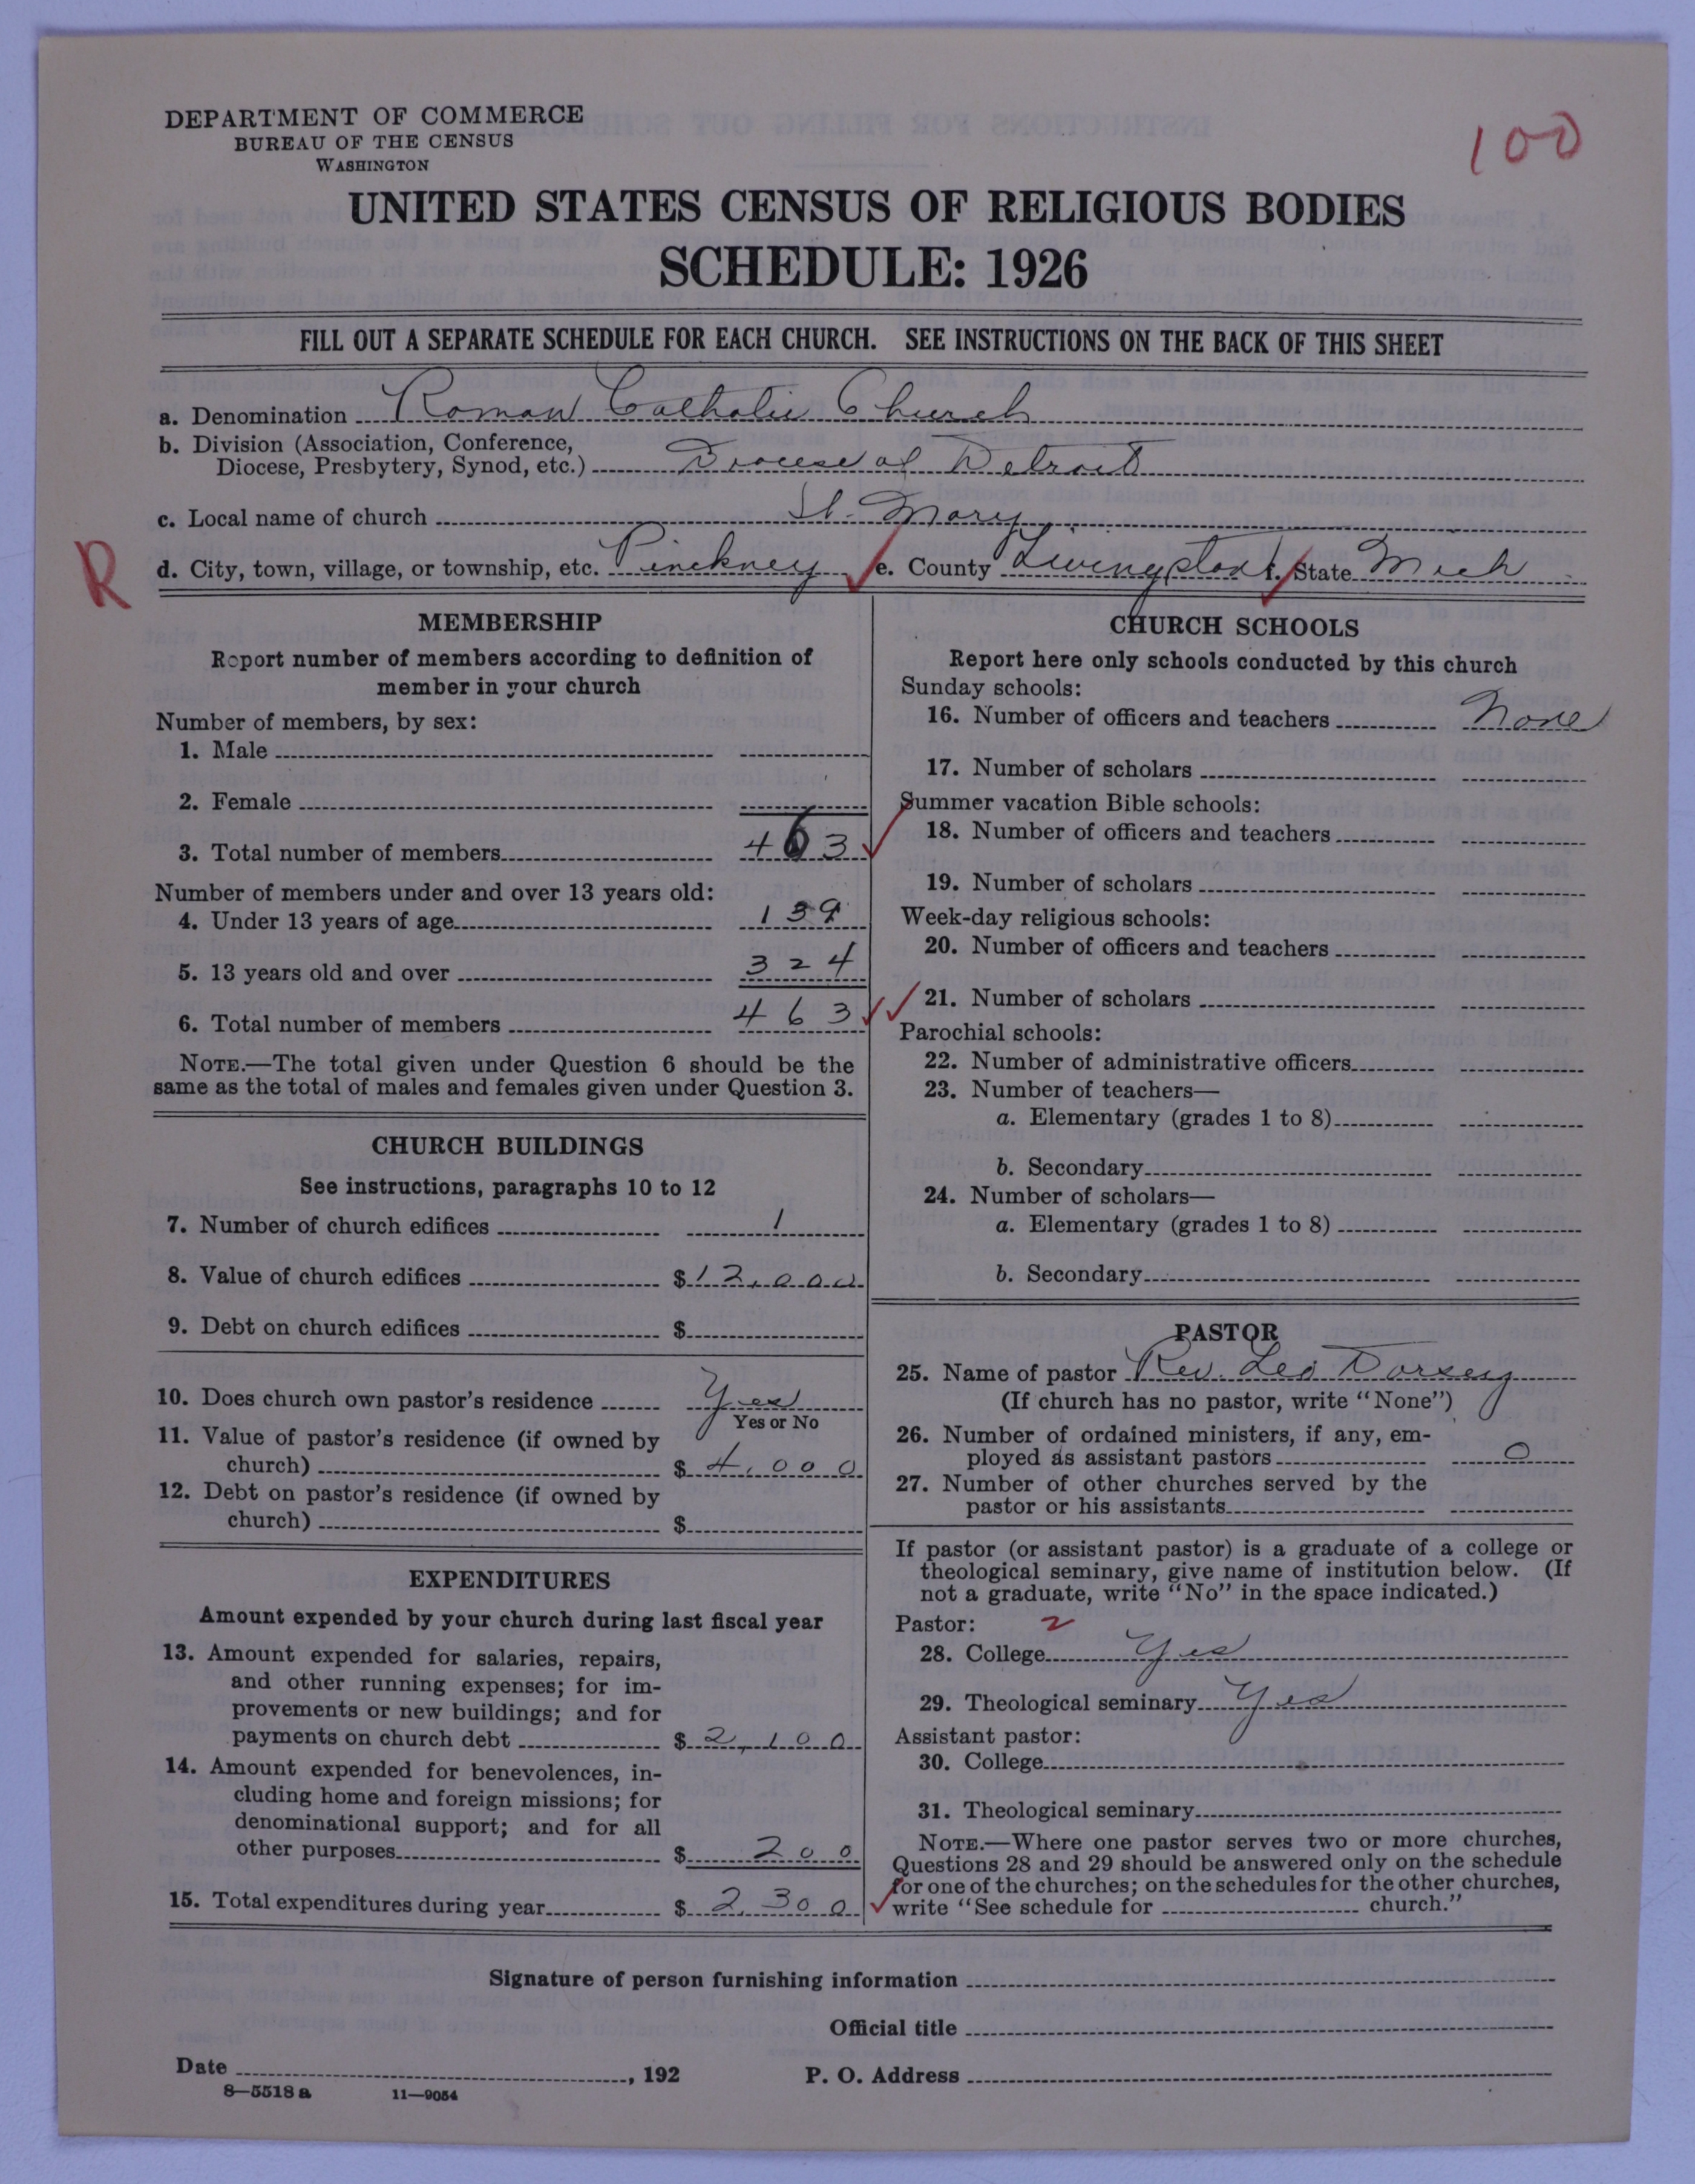 DEPARTMENT OF COMMERCE
BUREAU OF THE CENSUS
WASHINGTON
100
UNITED STATES CENSUS OF RELIGIOUS BODIES
SCHEDULE: 1926
FILL OUT A SEPARATE SCHEDULE FOR EACH CHURCH. SEE INSTRUCTIONS ON THE BACK OF THIS SHEET
a. Denomination Roman Catholic Church
b. Division (Association, Conference,
Diocese, Presbytery, Synod, etc.) Diocese of Detroit
c. Local name of church St. Mary
R
d. City, town, village, or township, etc. Pinckney e. County Livingston f. State Mich
MEMBERSHIP
Report number of members according to definition of
member in your church
Number of members, by sex:
1. Male
2. Female
3. Total number of members 463
Number of members under and over 13 years old:
4. Under 13 years of age 139
5. 13 years old and over 324
6. Total number of members 463
NOTE.—The total given under Question 6 should be the
same as the total of males and females given under Question 3.
CHURCH BUILDINGS
See instructions, paragraphs 10 to 12
7. Number of church edifices 1
8. Value of church edifices $12,000
9. Debt on church edifices $
10. Does church own pastor's residence Yes
Yes or No
11. Value of pastor's residence (if owned by
church) $ 4,000
12. Debt on pastor's residence (if owned by
church) $
EXPENDITURES
Amount expended by your church during last fiscal year
13. Amount expended for salaries, repairs,
and other running expenses; for im-
provements or new buildings; and for
payments on church debt $ 2,100
14. Amount expended for benevolences, in-
cluding home and foreign missions; for
denominational support; and for all
other purposes $ 200
15. Total expenditures during year $ 2,300
CHURCH SCHOOLS
Report here only schools conducted by this church
Sunday schools:
16. Number of officers and teachers None
17. Number of scholars
Summer vacation Bible schools:
18. Number of officers and teachers
19. Number of scholars
Week-day religious schools:
20. Number of officers and teachers
21. Number of scholars
Parochial schools:
22. Number of administrative officers
23. Number of teachers—
a. Elementary (grades 1 to 8)
b. Secondary
24. Number of scholars—
a. Elementary (grades 1 to 8)
b. Secondary
PASTOR
25. Name of pastor Rev. Leo Dorsey
(If church has no pastor, write "None")
26. Number of ordained ministers, if any, em-
ployed as assistant pastors 0
27. Number of other churches served by the
pastor or his assistants
If pastor (or assistant pastor) is a graduate of a college or
theological seminary, give name of institution below. (If
not a graduate, write "No" in the space indicated.)
Pastor: 2
28. College Yes
29. Theological seminary Yes
Assistant pastor:
30. College
31. Theological seminary
NOTE.—Where one pastor serves two or more churches,
Questions 28 and 29 should be answered only on the schedule
for one of the churches; on the schedules for the other churches,
write "See schedule for church."
Signature of person furnishing information
Official title
Date , 192 P. O. Address
8—5518 a 11—9054